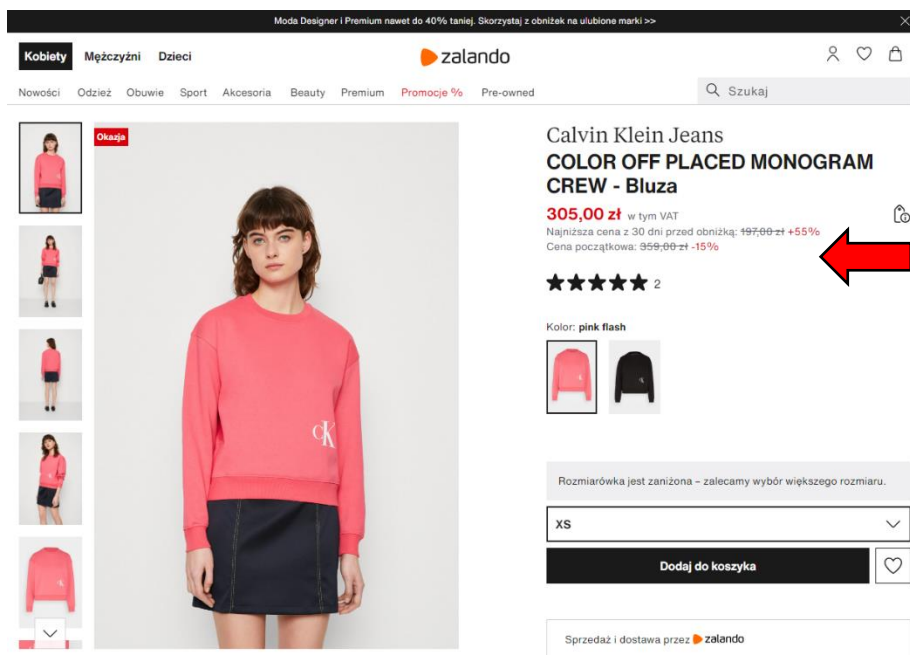 Moda Designer i Premium nawet do 40% taniej. Skorzystaj z obniżek na ulubione marki >>
Kobiety Mężczyźni Dzieci
zalando
Nowości Odzież Obuwie Sport Akcesoria Beauty Premium Promocje % Pre-owned
Szukaj
Okazja
CK
Calvin Klein Jeans
COLOR OFF PLACED MONOGRAM
CREW - Bluza
305,00 zł w tym VAT
Najniższa cena z 30 dni przed obniżką: 197,00 zł +55%
Cena początkowa: 359,00 zł -15%
2
Kolor: pink flash
Rozmiarówka jest zaniżona – zalecamy wybór większego rozmiaru.
XS
Dodaj do koszyka
Sprzedaż i dostawa przez zalando